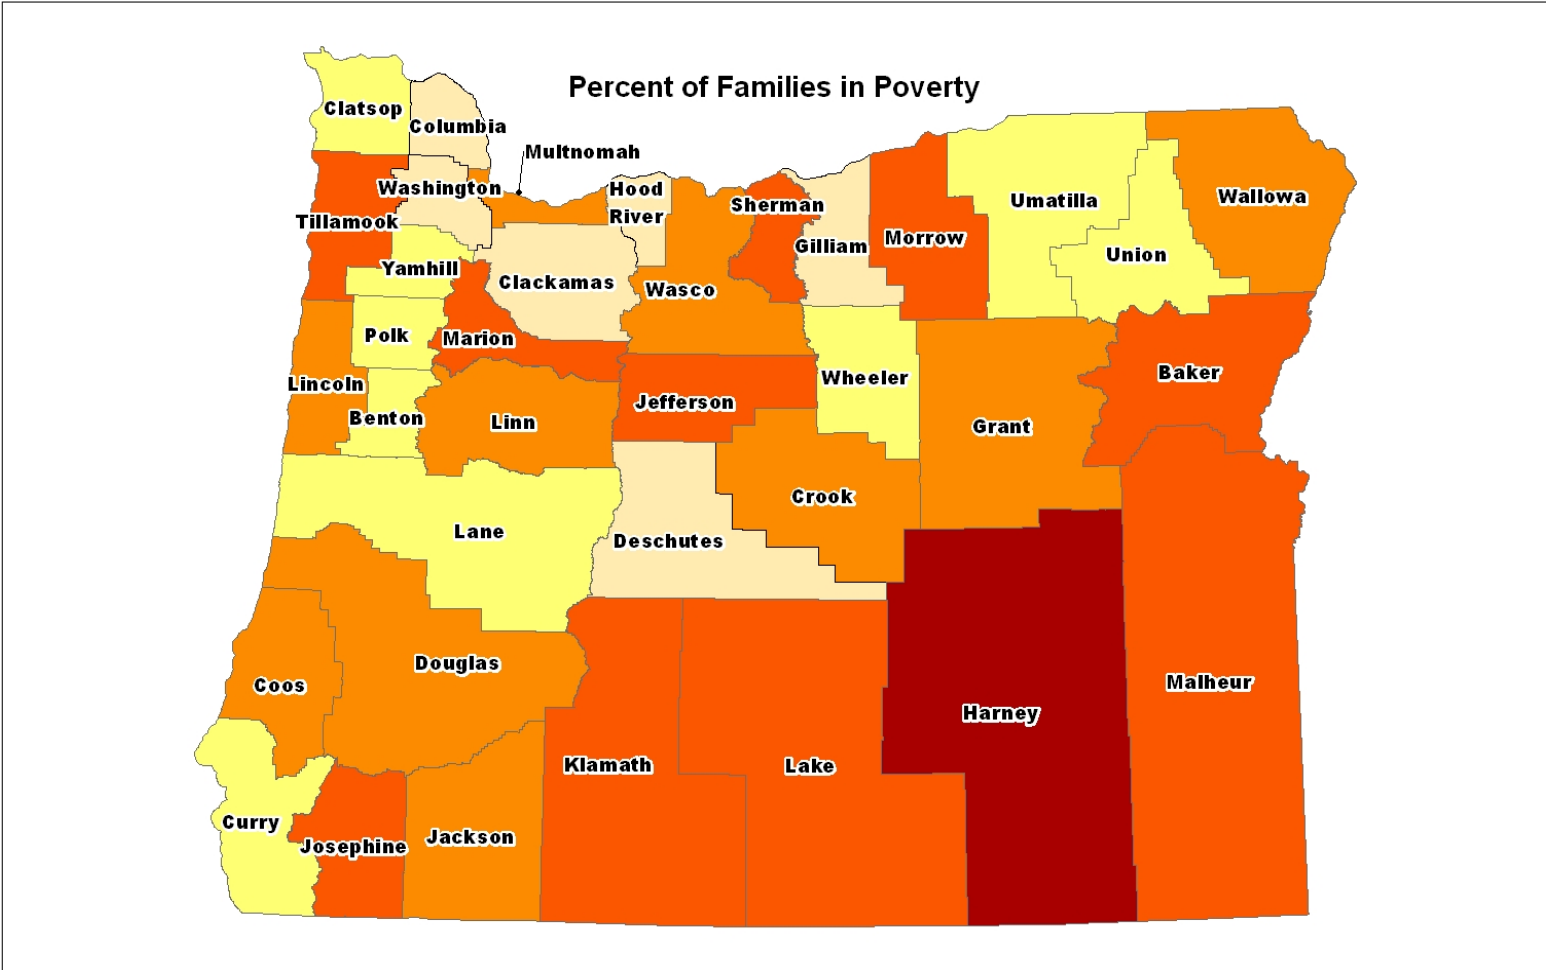 Percent of Families in Poverty
Clatsop
Columbia
Multnomah
Washington
Hood
River
Tillamook
Sherman
Umatilla
Wallowa
Gilliam
Morrow
Union
Yamhill
Clackamas
Wasco
Polk
Marion
Lincoln
Wheeler
Baker
Benton
Linn
Jefferson
Grant
Crook
Lane
Deschutes
Douglas
Coos
Malheur
Harney
Klamath
Lake
Curry
Josephine
Jackson